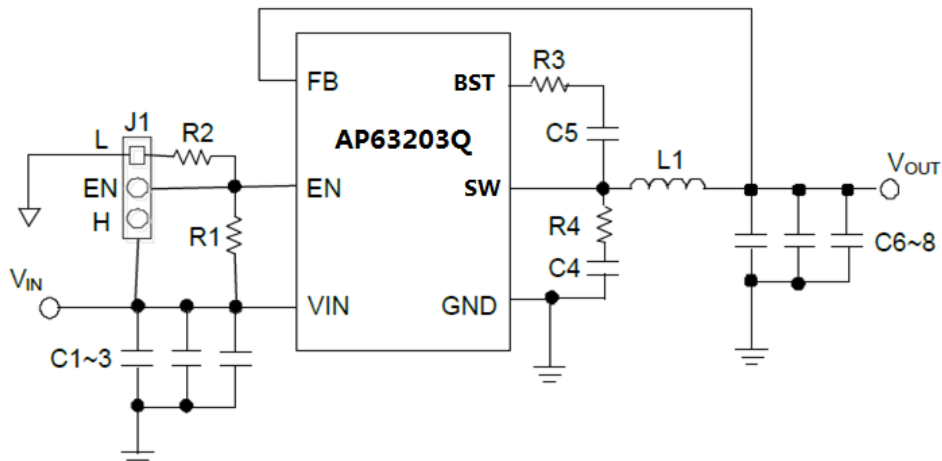 FB
BST
R3
J1
L
R2
AP63203Q
C5
L1
VOUT
EN
EN
SW
H
R1
R4
C6~8
VIN
VIN
GND
C4
C1~3